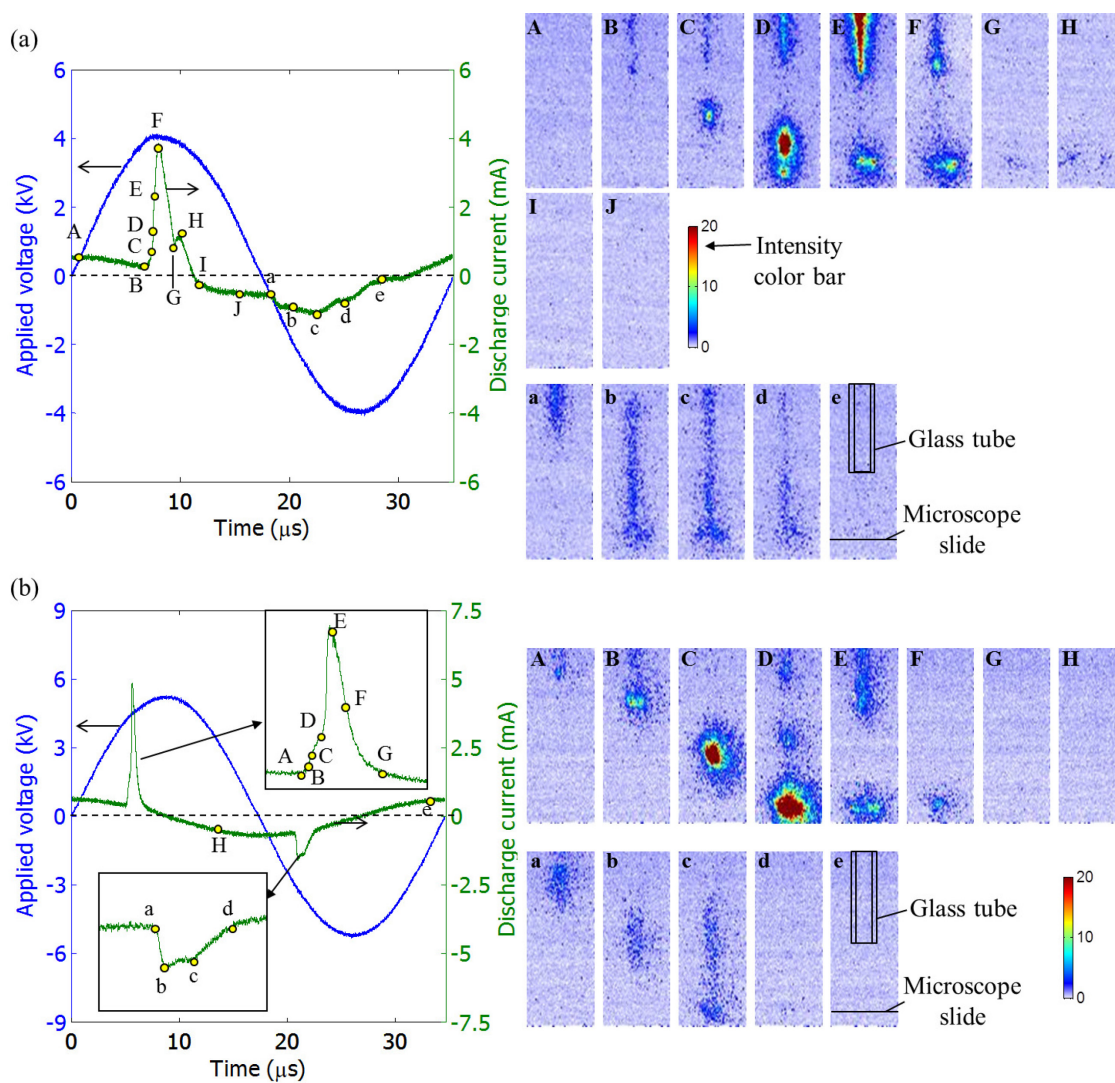 (a)
A B C D E F G H
6 6
4 4
2 2
0 0
-2 -2
-4 -4
-6 -6
F
E
D
C
H
A
B
G
I
J
a
b
c
d
e
0 10 20 30
Time (μs)
Applied voltage (kV)
Discharge current (mA)
I J
20
10
0
Intensity
color bar
a b c d e
Glass tube
Microscope
slide
(b)
9 7.5
6 5
3 2.5
0 0
-3 -2.5
-6 -5
-9 -7.5
E
F
D
C
A
B
G
H
e
a
d
b
c
0 10 20 30
Time (μs)
Applied voltage (kV)
Discharge current (mA)
A B C D E F G H
a b c d e
Glass tube
Microscope
slide
20
10
0